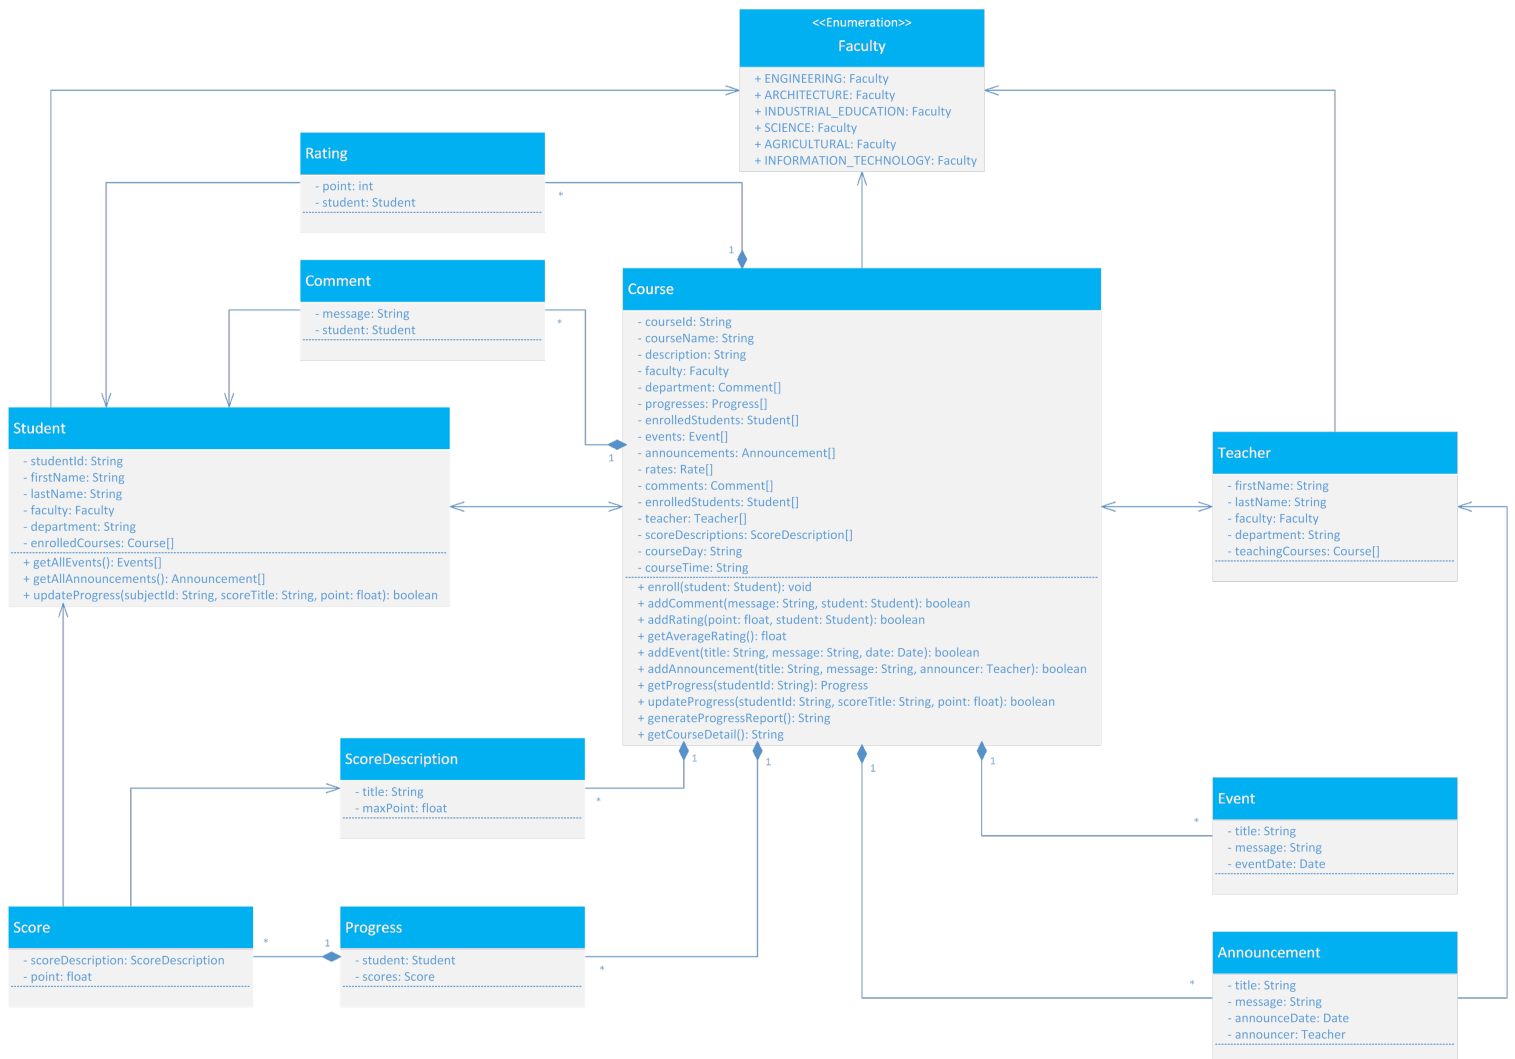 <<Enumeration>>
Faculty
+ ENGINEERING: Faculty
+ ARCHITECTURE: Faculty
+ INDUSTRIAL_EDUCATION: Faculty
+ SCIENCE: Faculty
+ AGRICULTURAL: Faculty
+ INFORMATION_TECHNOLOGY: Faculty
Rating
- point: int
- student: Student
*
1
Comment
- message: String
- student: Student
*
1
Course
- courseId: String
- courseName: String
- description: String
- faculty: Faculty
- department: Comment[]
- progresses: Progress[]
- enrolledStudents: Student[]
- events: Event[]
- announcements: Announcement[]
- rates: Rate[]
- comments: Comment[]
- enrolledStudents: Student[]
- teacher: Teacher[]
- scoreDescriptions: ScoreDescription[]
- courseDay: String
- courseTime: String
+ enroll(student: Student): void
+ addComment(message: String, student: Student): boolean
+ addRating(point: float, student: Student): boolean
+ getAverageRating(): float
+ addEvent(title: String, message: String, date: Date): boolean
+ addAnnouncement(title: String, message: String, announcer: Teacher): boolean
+ getProgress(studentId: String): Progress
+ updateProgress(studentId: String, scoreTitle: String, point: float): boolean
+ generateProgressReport(): String
+ getCourseDetail(): String
Student
- studentId: String
- firstName: String
- lastName: String
- faculty: Faculty
- department: String
- enrolledCourses: Course[]
+ getAllEvents(): Events[]
+ getAllAnnouncements(): Announcement[]
+ updateProgress(subjectId: String, scoreTitle: String, point: float): boolean
Teacher
- firstName: String
- lastName: String
- faculty: Faculty
- department: String
- teachingCourses: Course[]
1
1
1
1
ScoreDescription
- title: String
- maxPoint: float
*
Event
- title: String
- message: String
- eventDate: Date
*
Score
- scoreDescription: ScoreDescription
- point: float
*
1
Progress
- student: Student
- scores: Score
*
Announcement
- title: String
- message: String
- announceDate: Date
- announcer: Teacher
*